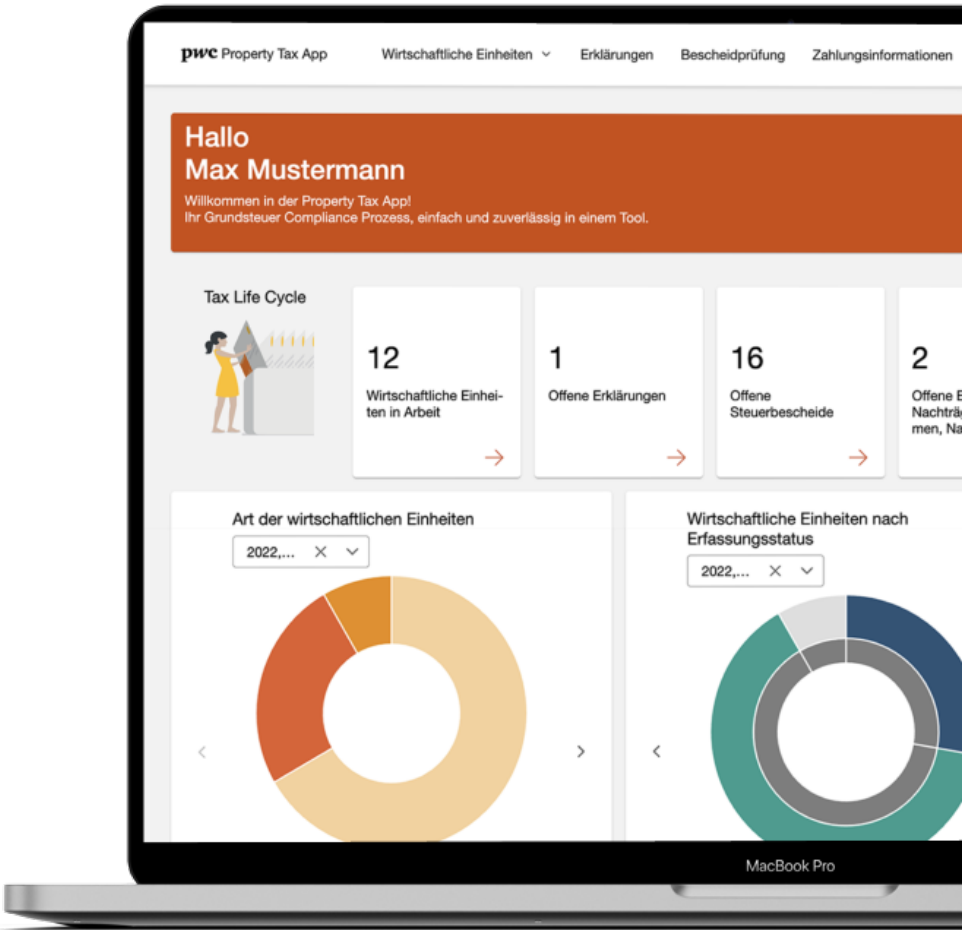 pwc Property Tax App Wirtschaftliche Einheiten Erklärungen Bescheidprüfung Zahlungsinformationen
Hallo
Max Mustermann
Willkommen in der Property Tax App!
Ihr Grundsteuer Compliance Prozess, einfach und zuverlässig in einem Tool.
Tax Life Cycle
12
Wirtschaftliche Einhei-
ten in Arbeit
1
Offene Erklärungen
16
Offene
Steuerbescheide
2
Offene
men,
Art der wirtschaftlichen Einheiten
2022,...
Wirtschaftliche Einheiten nach
Erfassungsstatus
2022,...
MacBook Pro